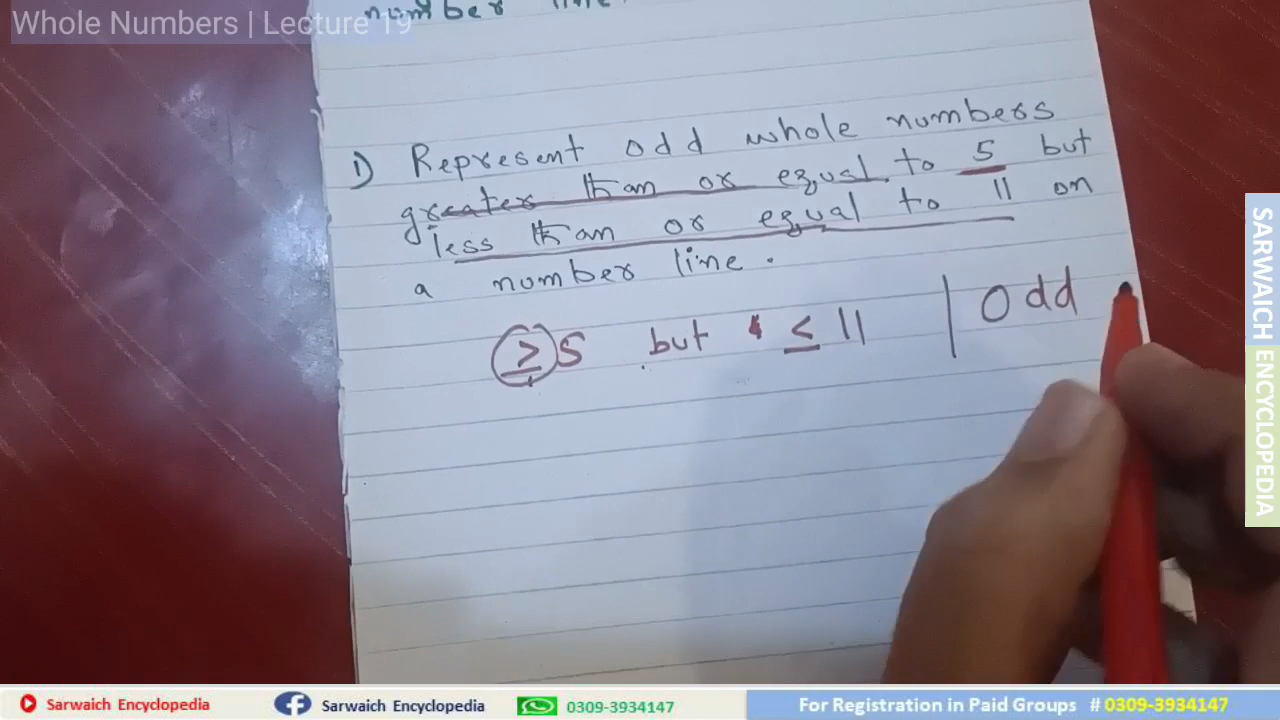 Whole Numbers | Lecture 19
number line.
1) Represent odd whole numbers
greater than or equal to 5 but
less than or equal to 11 on
a number line.
≥ 5 but ≤ 11 | Odd
SARWAICH ENCYCLOPEDIA
Sarwaich Encyclopedia
Sarwaich Encyclopedia
0309-3934147
For Registration in Paid Groups # 0309-3934147